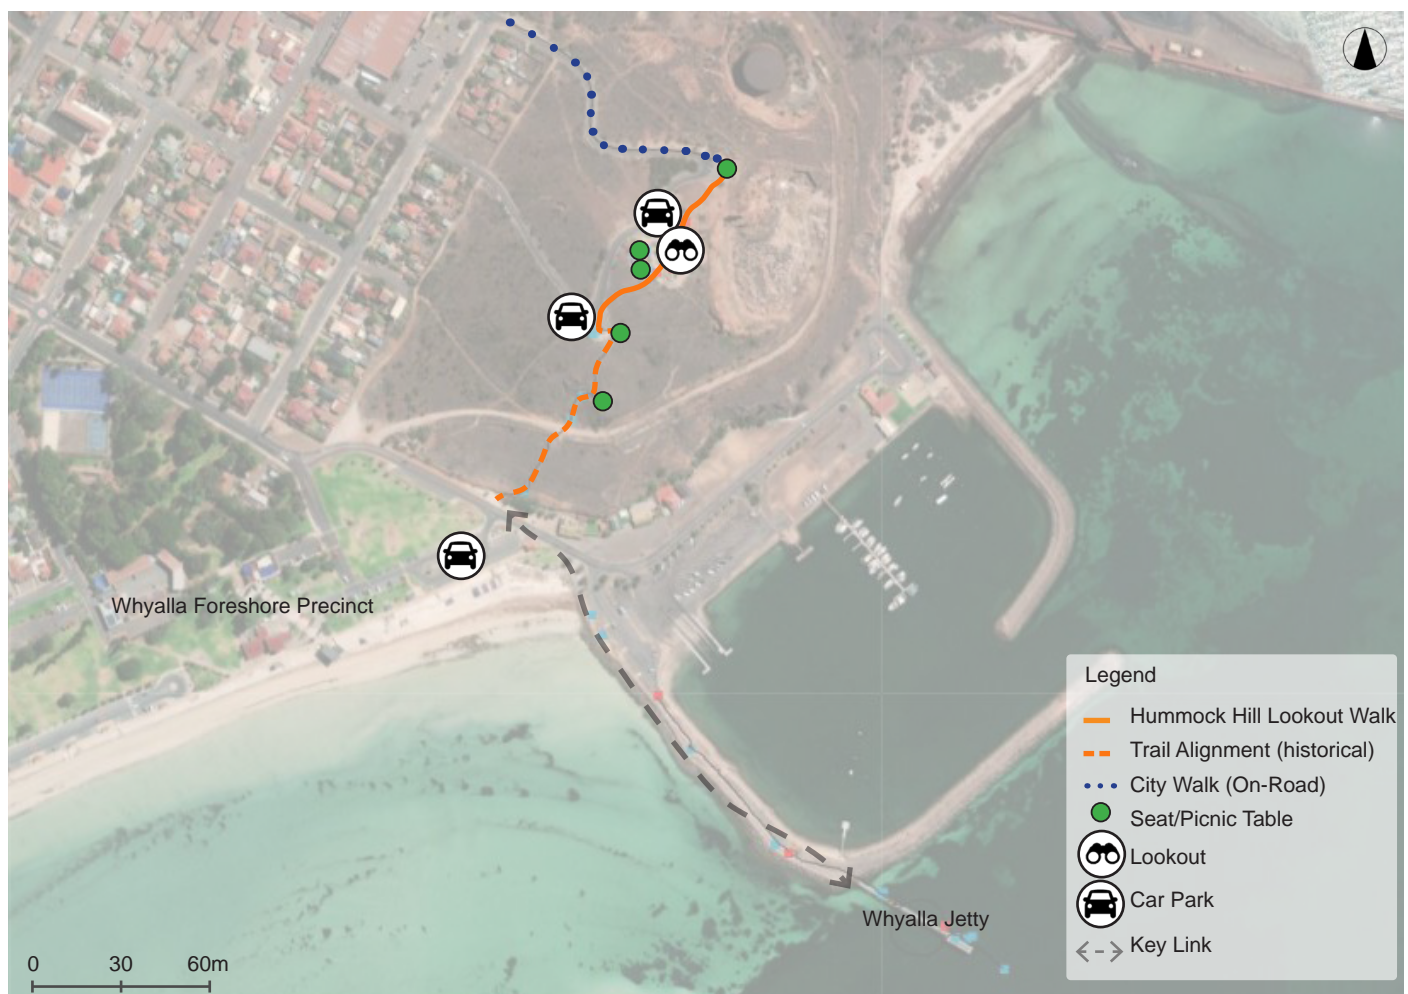 Whyalla Foreshore Precinct
Legend
Hummock Hill Lookout Walk
Trail Alignment (historical)
City Walk (On-Road)
Seat/Picnic Table
Lookout
Car Park
Key Link
Whyalla Jetty
0 30 60m